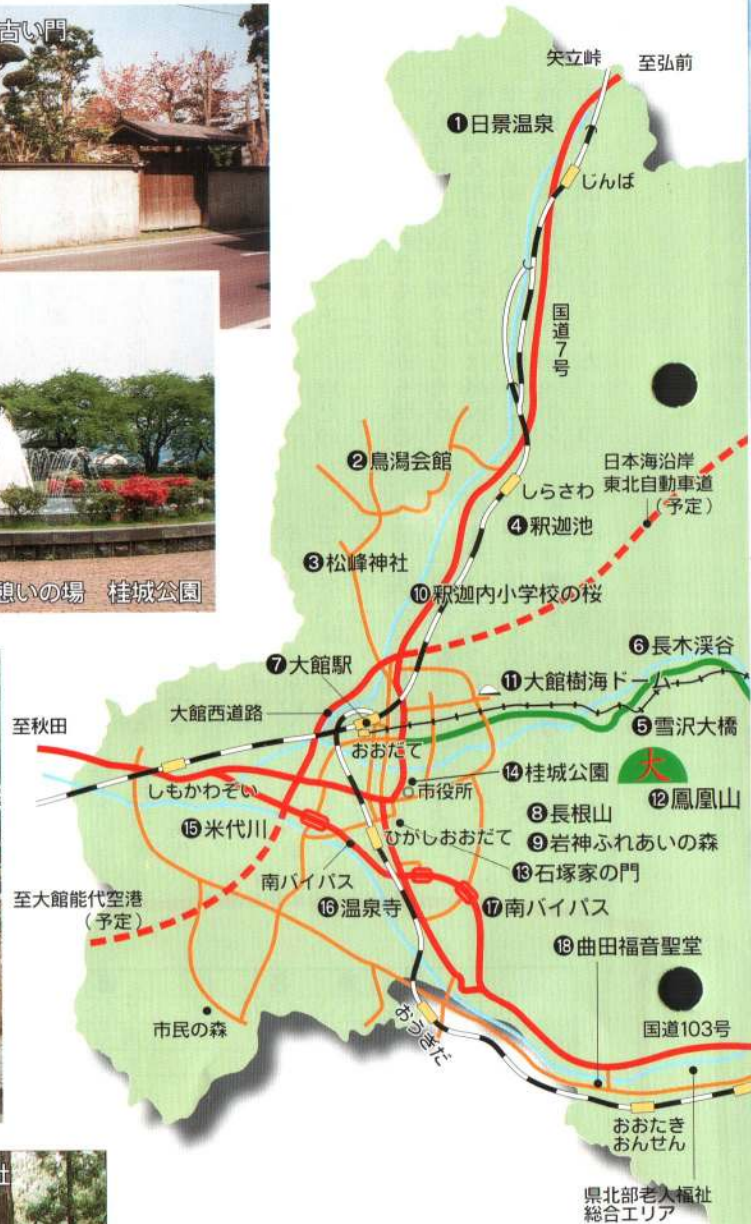 古い門
憩いの場 桂城公園
社
矢立峠
至弘前
❶日景温泉
じんば
国道7号
❷鳥潟会館
しらさわ
日本海沿岸
東北自動車道
(予定)
❹釈迦池
❸松峰神社
❿釈迦内小学校の桜
❻長木渓谷
❼大館駅
⓫大館樹海ドーム
大館西道路
❺雪沢大橋
至秋田
おおだて
大
⓮桂城公園
⓬鳳凰山
しもかわぞい
市役所
❽長根山
⓯米代川
ひがしおおだて
❾岩神ふれあいの森
⓭石塚家の門
南バイパス
至大館能代空港
(予定)
⓰温泉寺
⓱南バイパス
⓲曲田福音聖堂
市民の森
おうぎだ
国道103号
おおたき
おんせん
県北部老人福祉
総合エリア